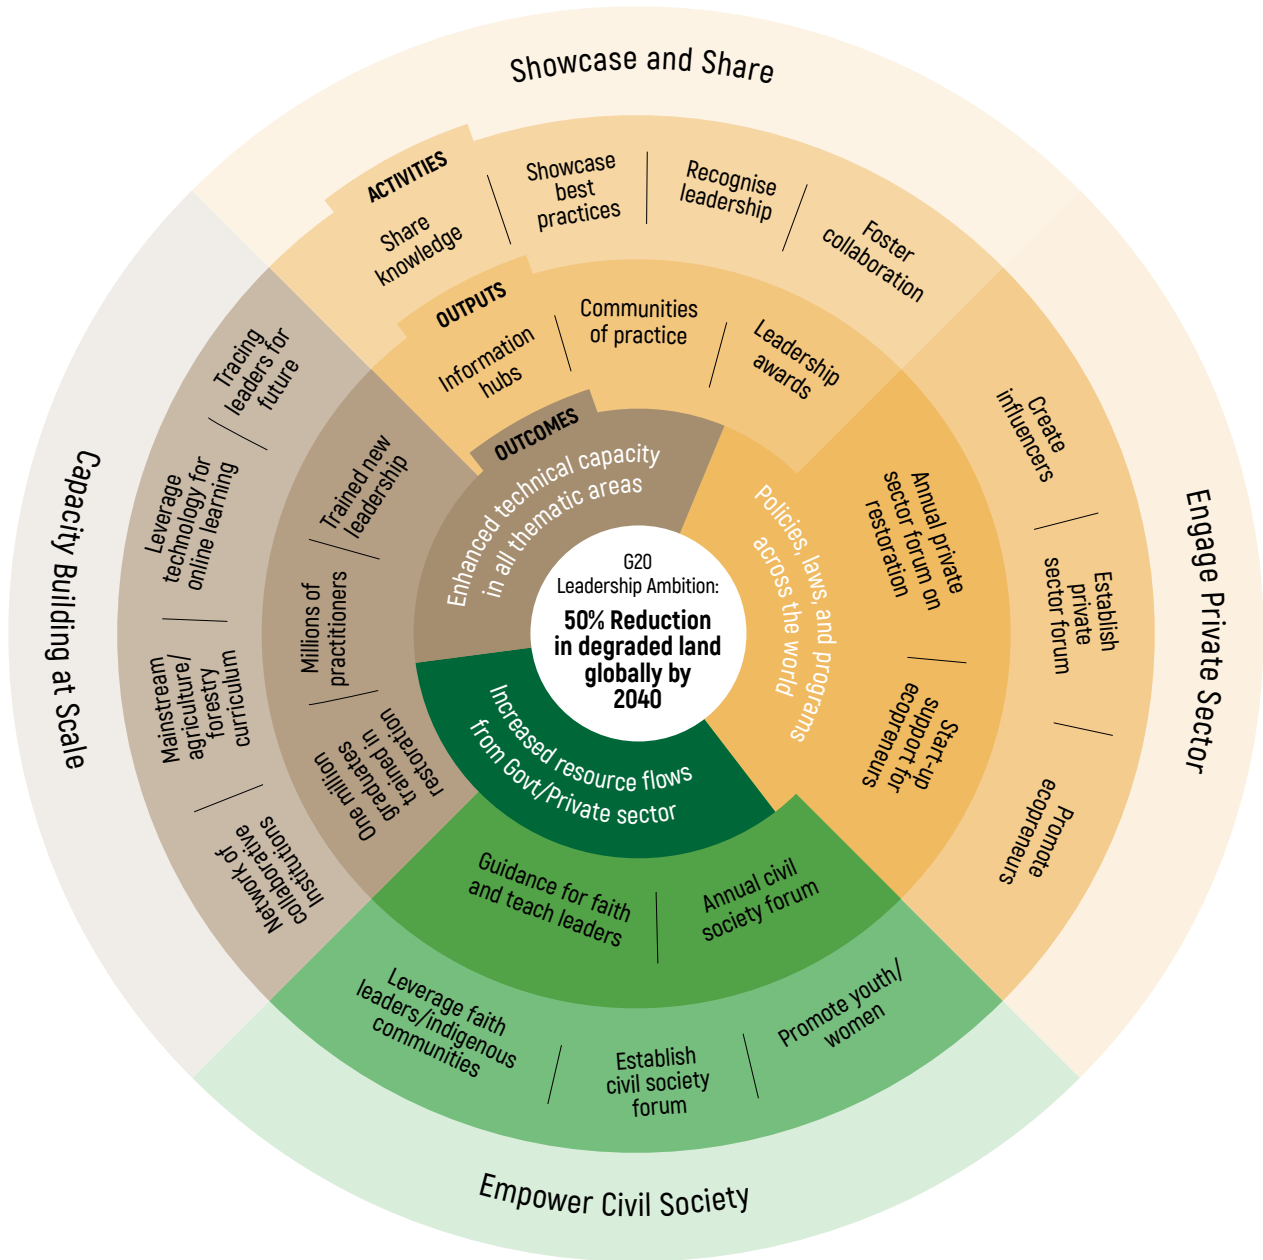 Showcase and Share
ACTIVITIES
Share
knowledge
Showcase
best
practices
Recognise
leadership
Foster
collaboration
OUTPUTS
Information
hubs
Communities
of practice
Leadership
awards
OUTCOMES
Enhanced technical capacity
in all thematic areas
Policies, laws, and programs
across the world
Increased resource flows
from Govt/Private sector
G20
Leadership Ambition:
50% Reduction
in degraded land
globally by
2040
Engage Private Sector
Create
influencers
Establish
private
sector forum
Promote
ecopreneurs
Annual private
sector forum on
restoration
Start-up
support for
ecopreneurs
Empower Civil Society
Leverage faith
leaders/indigenous
communities
Establish
civil society
forum
Promote youth/
women
Guidance for faith
and teach leaders
Annual civil
society forum
Capacity Building at Scale
Tracing
leaders for
future
Leverage
technology for
online learning
Mainstream
agriculture/
forestry
curriculum
Network of
collaborative
Institutions
Trained new
leadership
Millions of
practitioners
One million
graduates
trained in
restoration